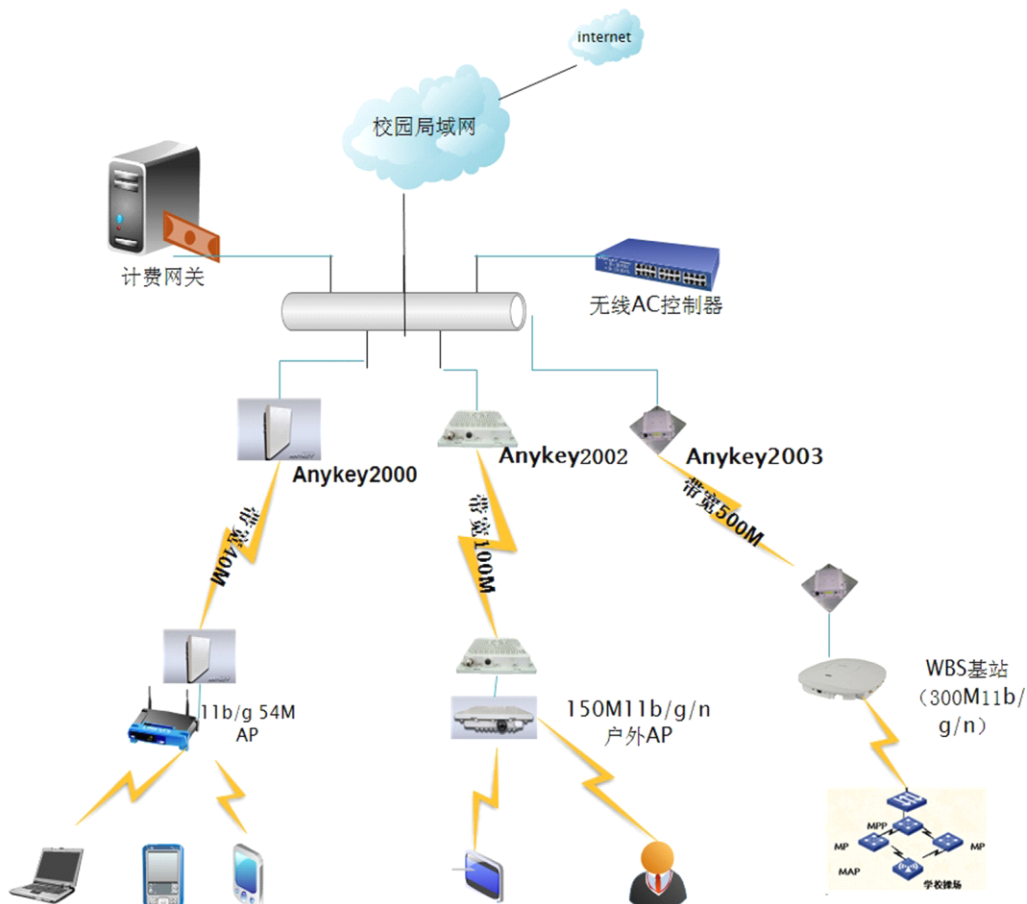 internet
校园局域网
计费网关
无线AC控制器
Anykey2000
Anykey2002
Anykey2003
带宽40M
带宽100M
带宽500M
11b/g 54M
AP
150M11b/g/n
户外AP
WBS基站
（300M11b/
g/n）
MPP
MP
MP
MAP
学校操场